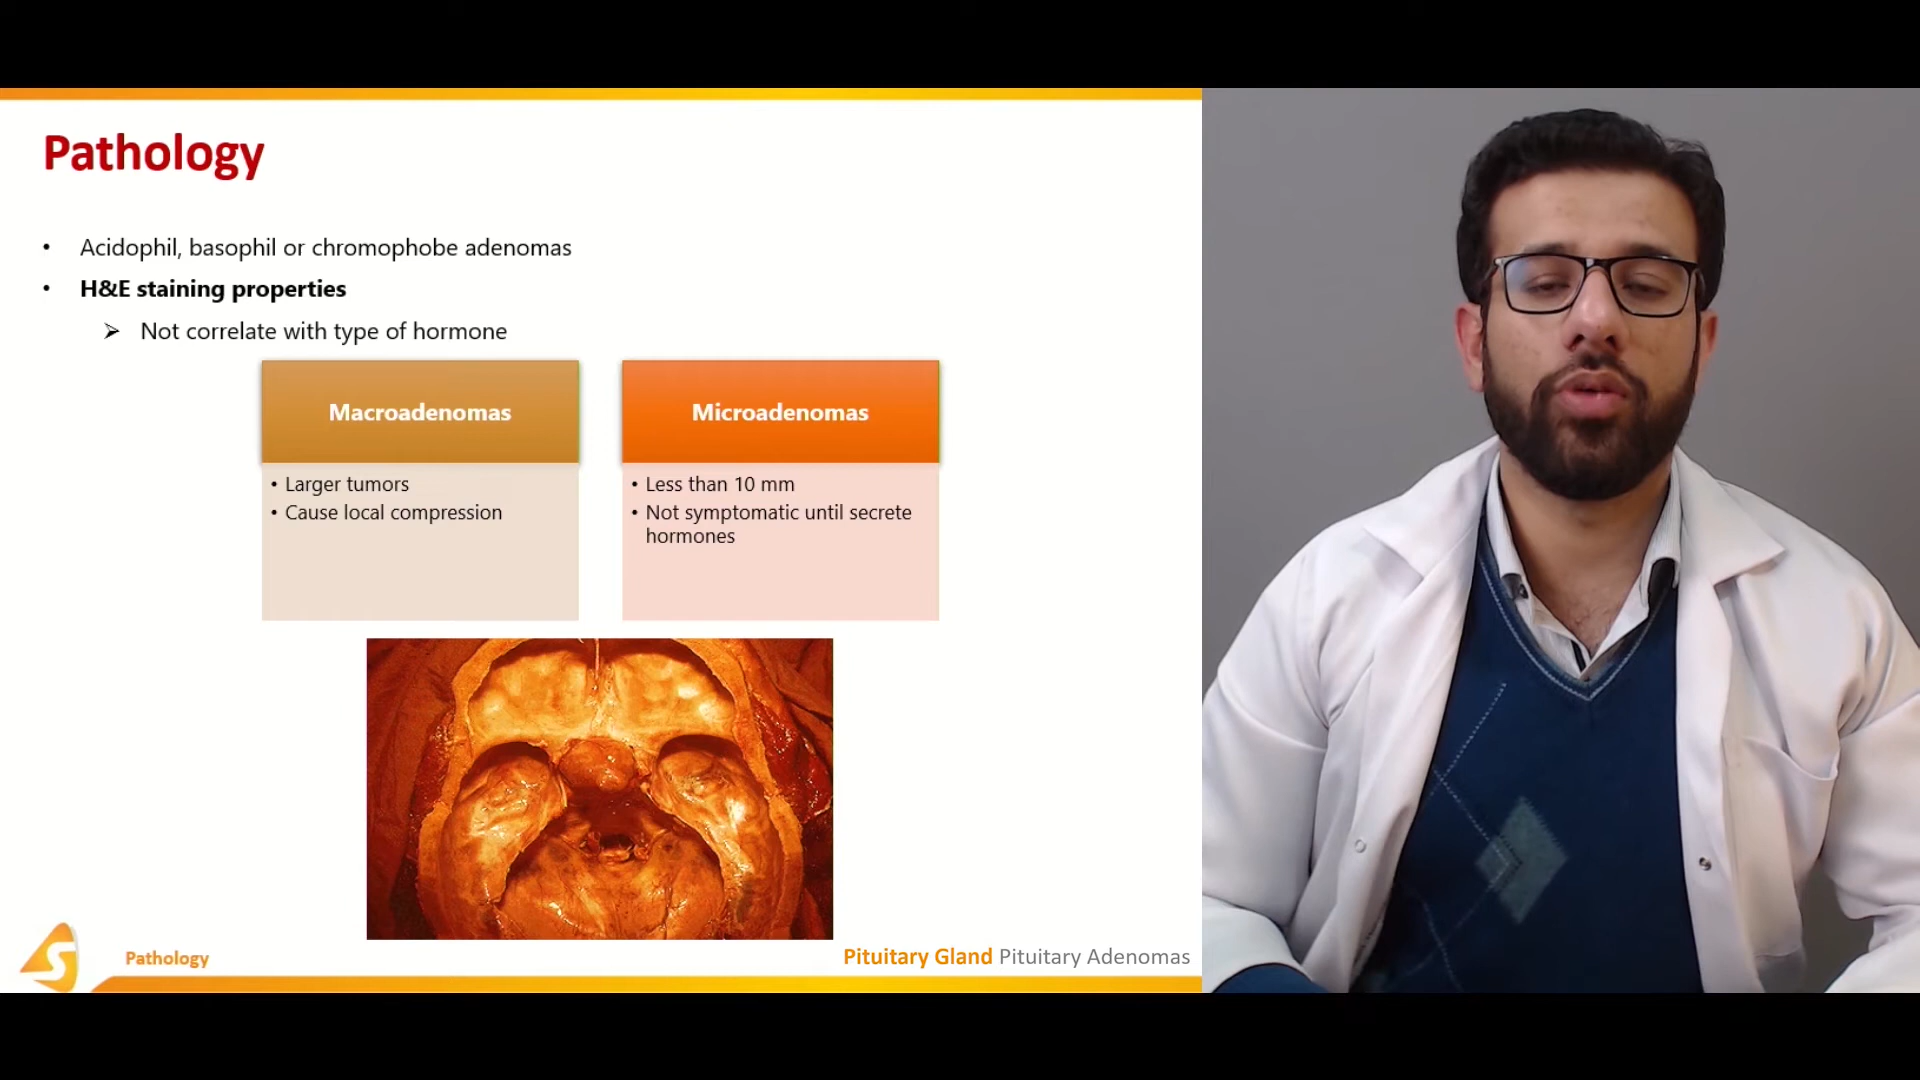 Pathology
• Acidophil, basophil or chromophobe adenomas
• H&E staining properties
➢ Not correlate with type of hormone
Macroadenomas
• Larger tumors
• Cause local compression
Microadenomas
• Less than 10 mm
• Not symptomatic until secrete
hormones
S
Pathology
Pituitary Gland Pituitary Adenomas